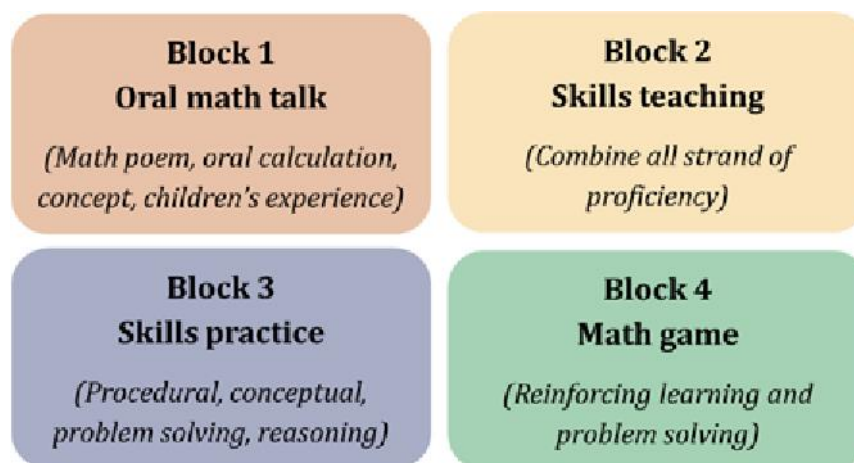 Block 1
Oral math talk
(Math poem, oral calculation,
concept, children's experience)
Block 2
Skills teaching
(Combine all strand of
proficiency)
Block 3
Skills practice
(Procedural, conceptual,
problem solving, reasoning)
Block 4
Math game
(Reinforcing learning and
problem solving)